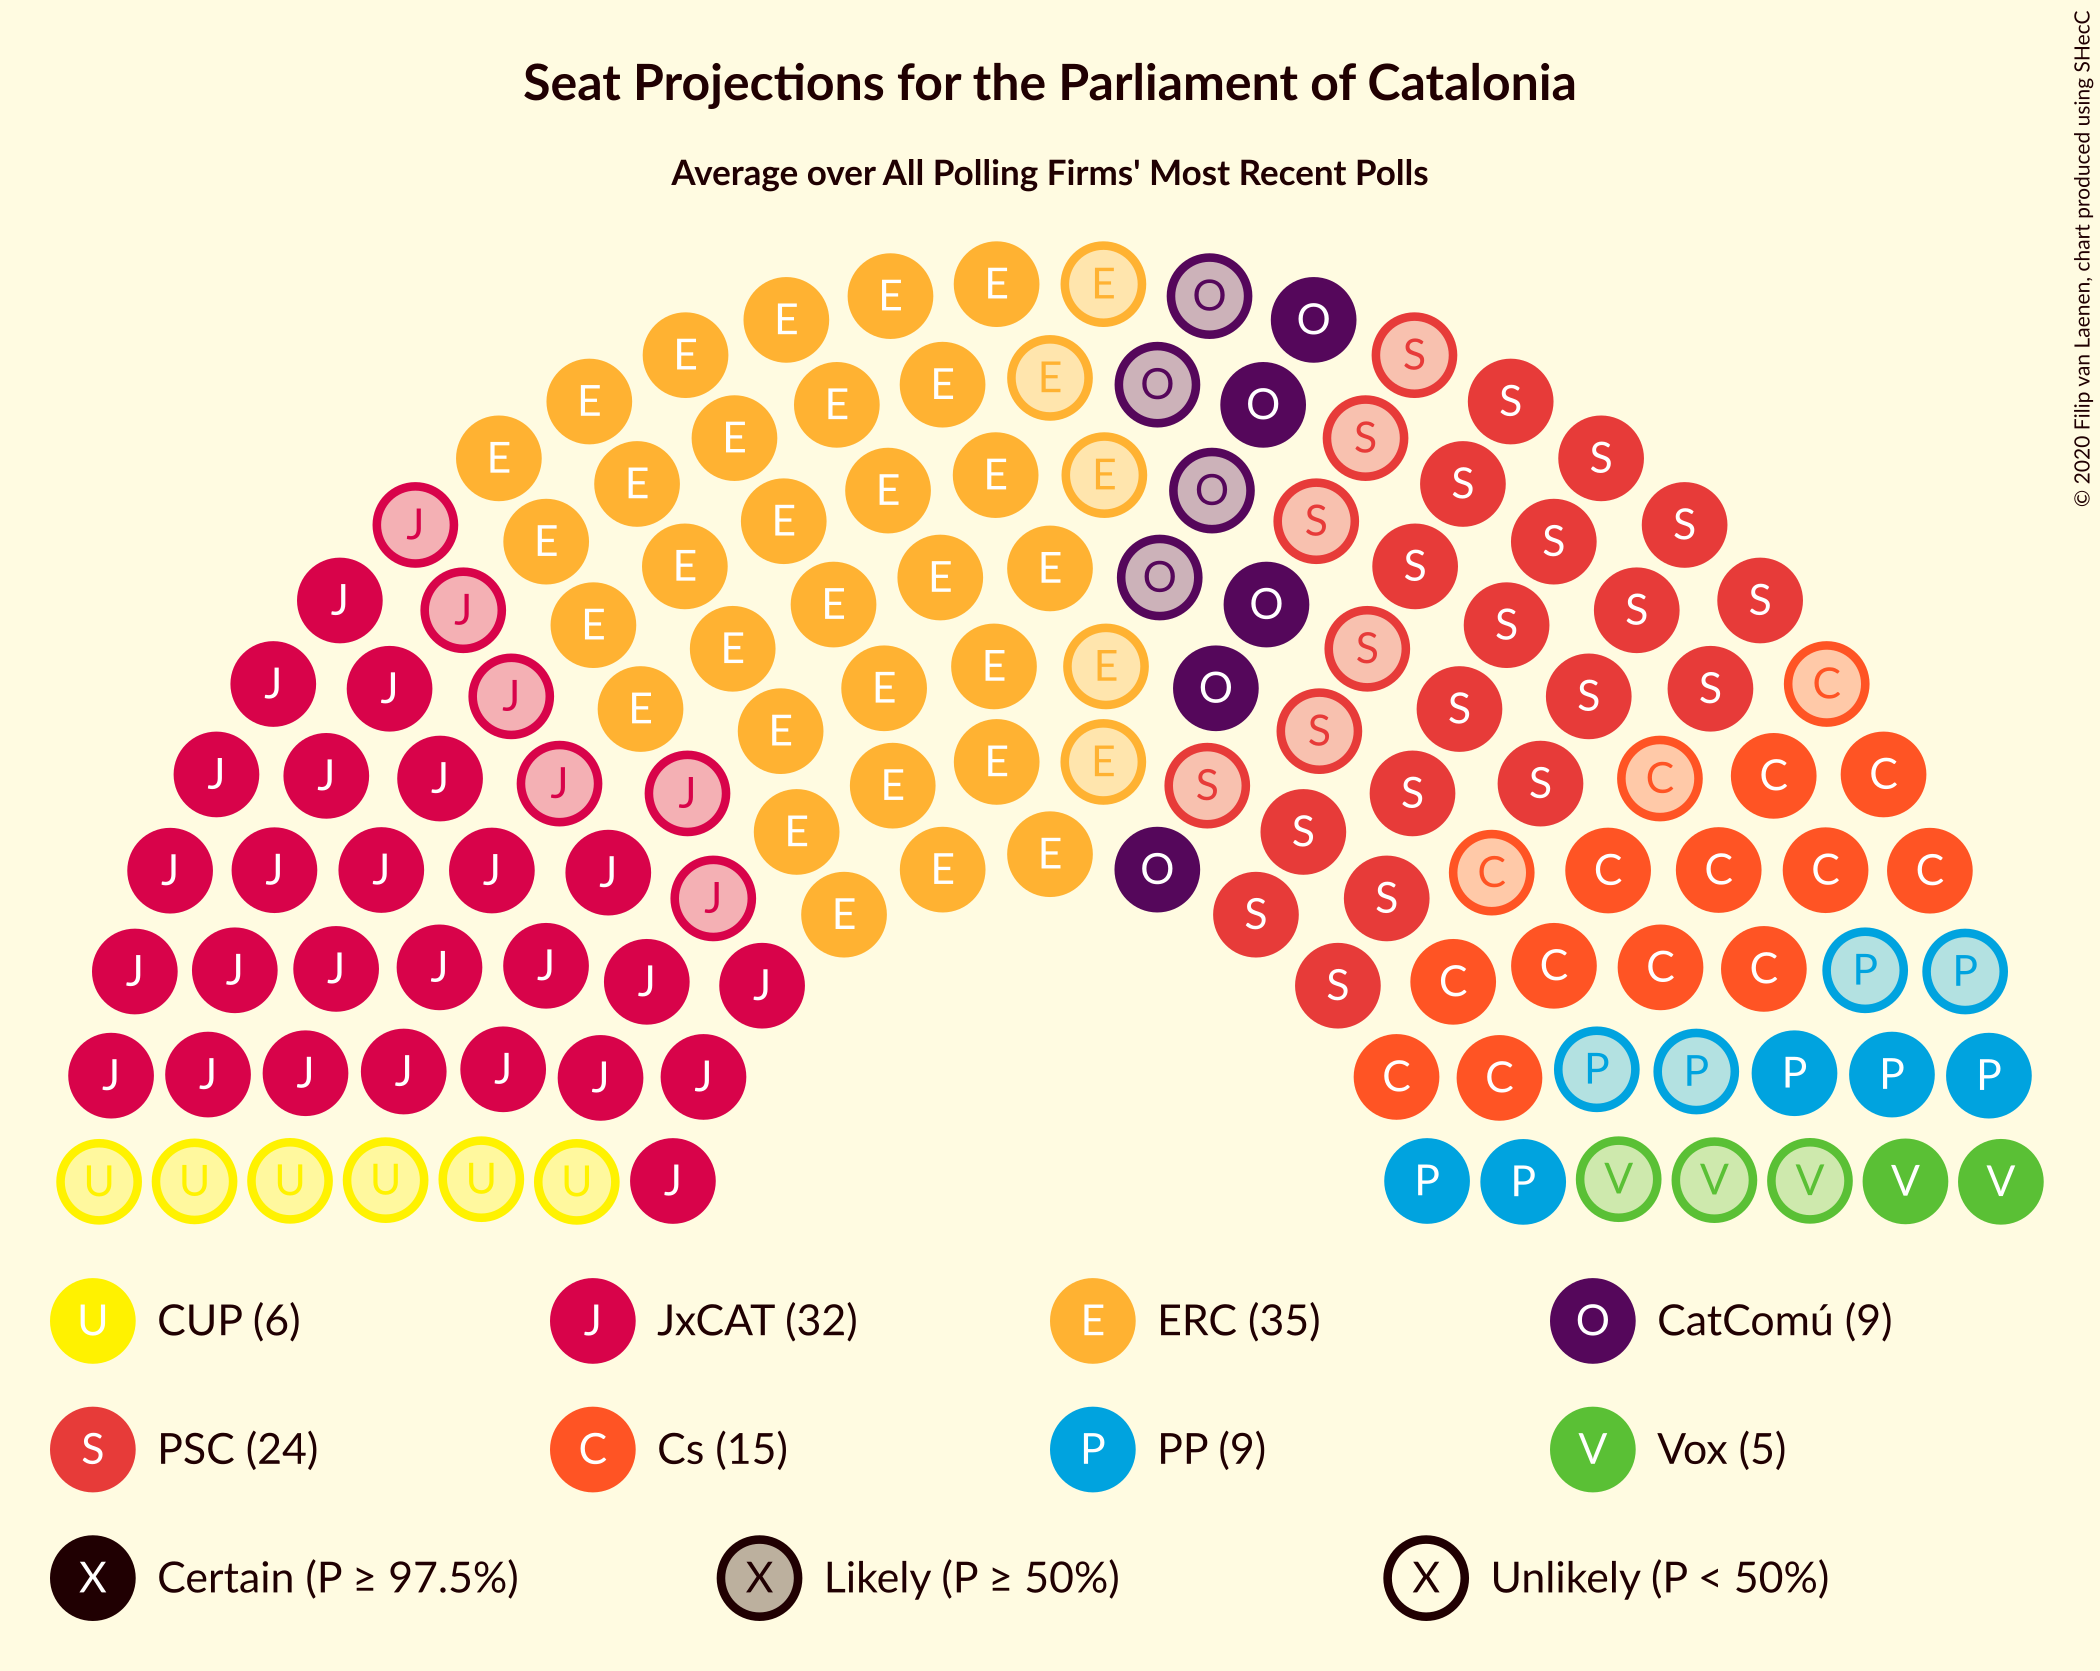 Seat Projections for the Parliament of Catalonia
Average over All Polling Firms' Most Recent Polls
© 2020 Filip van Laenen, chart produced using SHecC
E E E O O
E S
E E E O O S S
E E S
E E E E O S S
E E E S S
J E E E O O S S
E E S S
J J E E E E O S S S
E E S S
J J J E E E O S S S C
J J J J J E E E S S S S C C C
E S
J J J J J J E E O S C C C C C
E S
J J J J J J J S C C C C P P
J J J J J J J C C P P P P P
U U U U U U J P P V V V V V
U CUP (6)
J JxCAT (32)
E ERC (35)
O CatComú (9)
S PSC (24)
C Cs (15)
P PP (9)
V Vox (5)
X Certain (P ≥ 97.5%)
X Likely (P ≥ 50%)
X Unlikely (P < 50%)